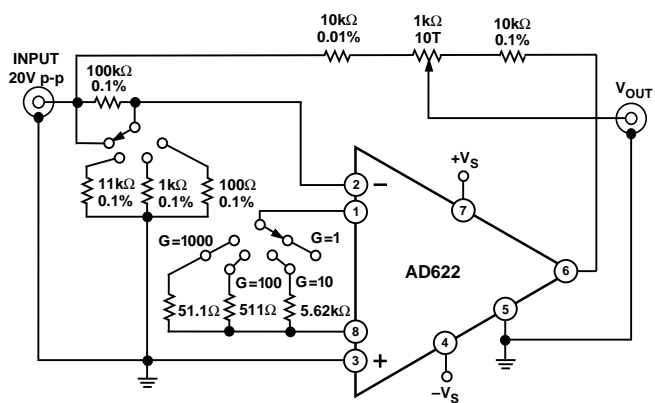 10kΩ
0.01%
1kΩ
10T
10kΩ
0.1%
INPUT
20V p-p
100kΩ
0.1%
VOUT
11kΩ
0.1%
1kΩ
0.1%
100Ω
0.1%
+VS
2
−
1
7
G=1000
G=1
AD622
6
G=100
G=10
51.1Ω
511Ω
5.62kΩ
5
8
4
3
+
−VS